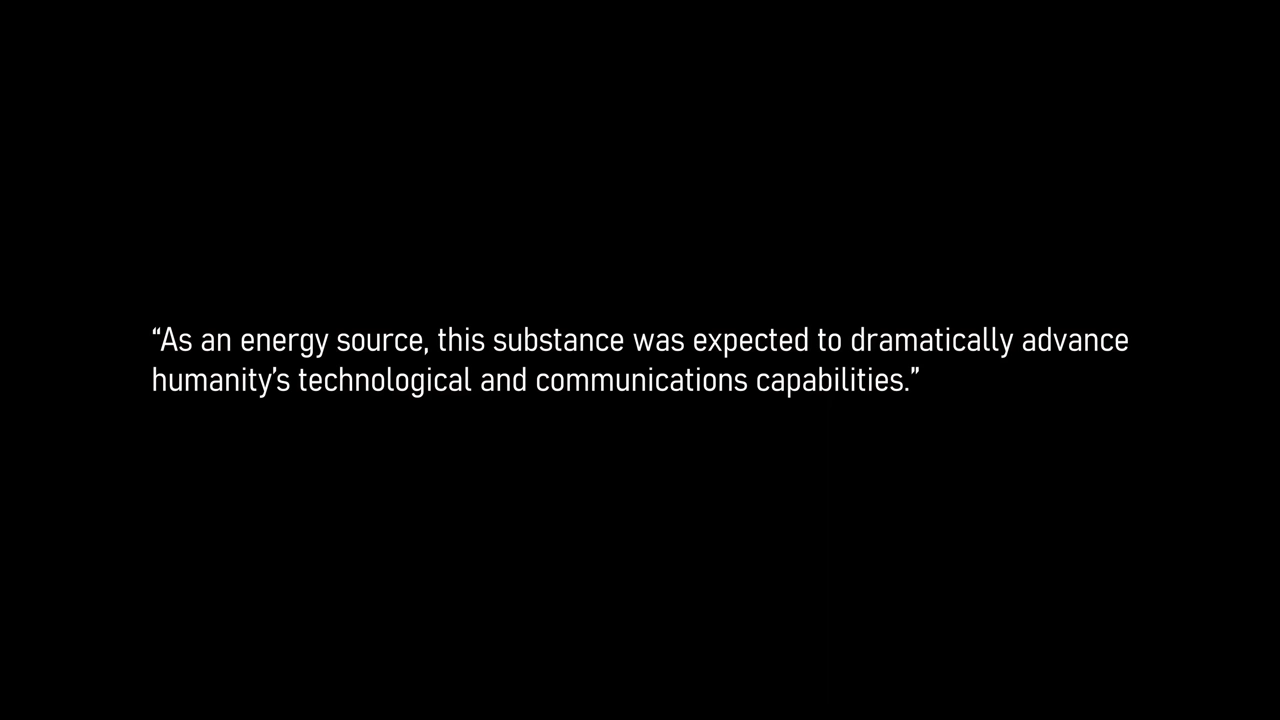 “As an energy source, this substance was expected to dramatically advance
humanity’s technological and communications capabilities.”